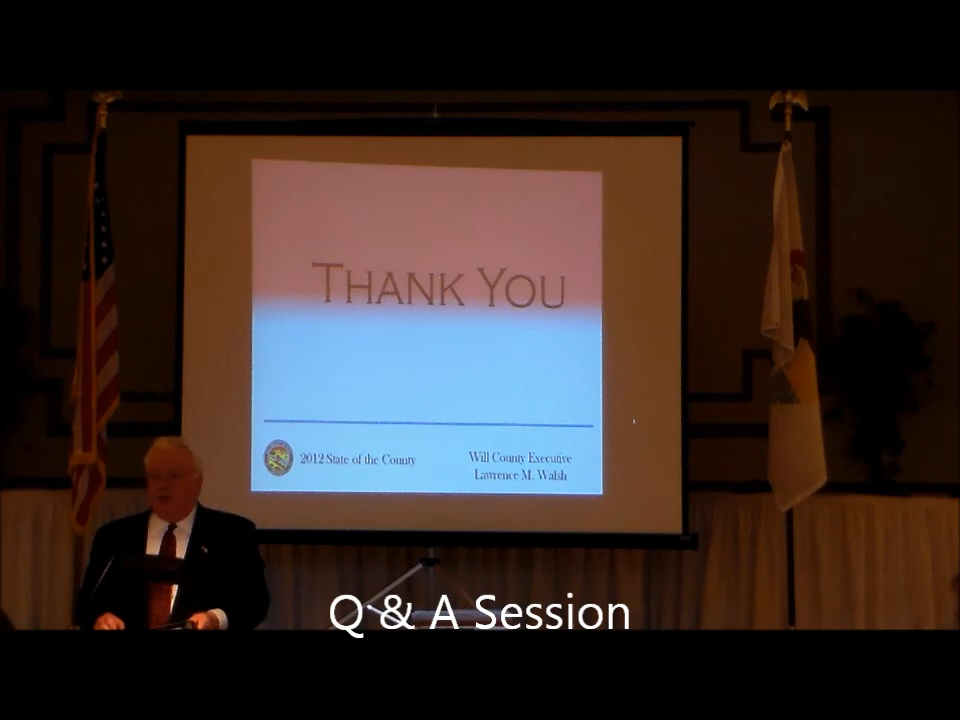 THANK YOU
2012 State of the County
Will County Executive
Lawrence M. Walsh
Q & A Session